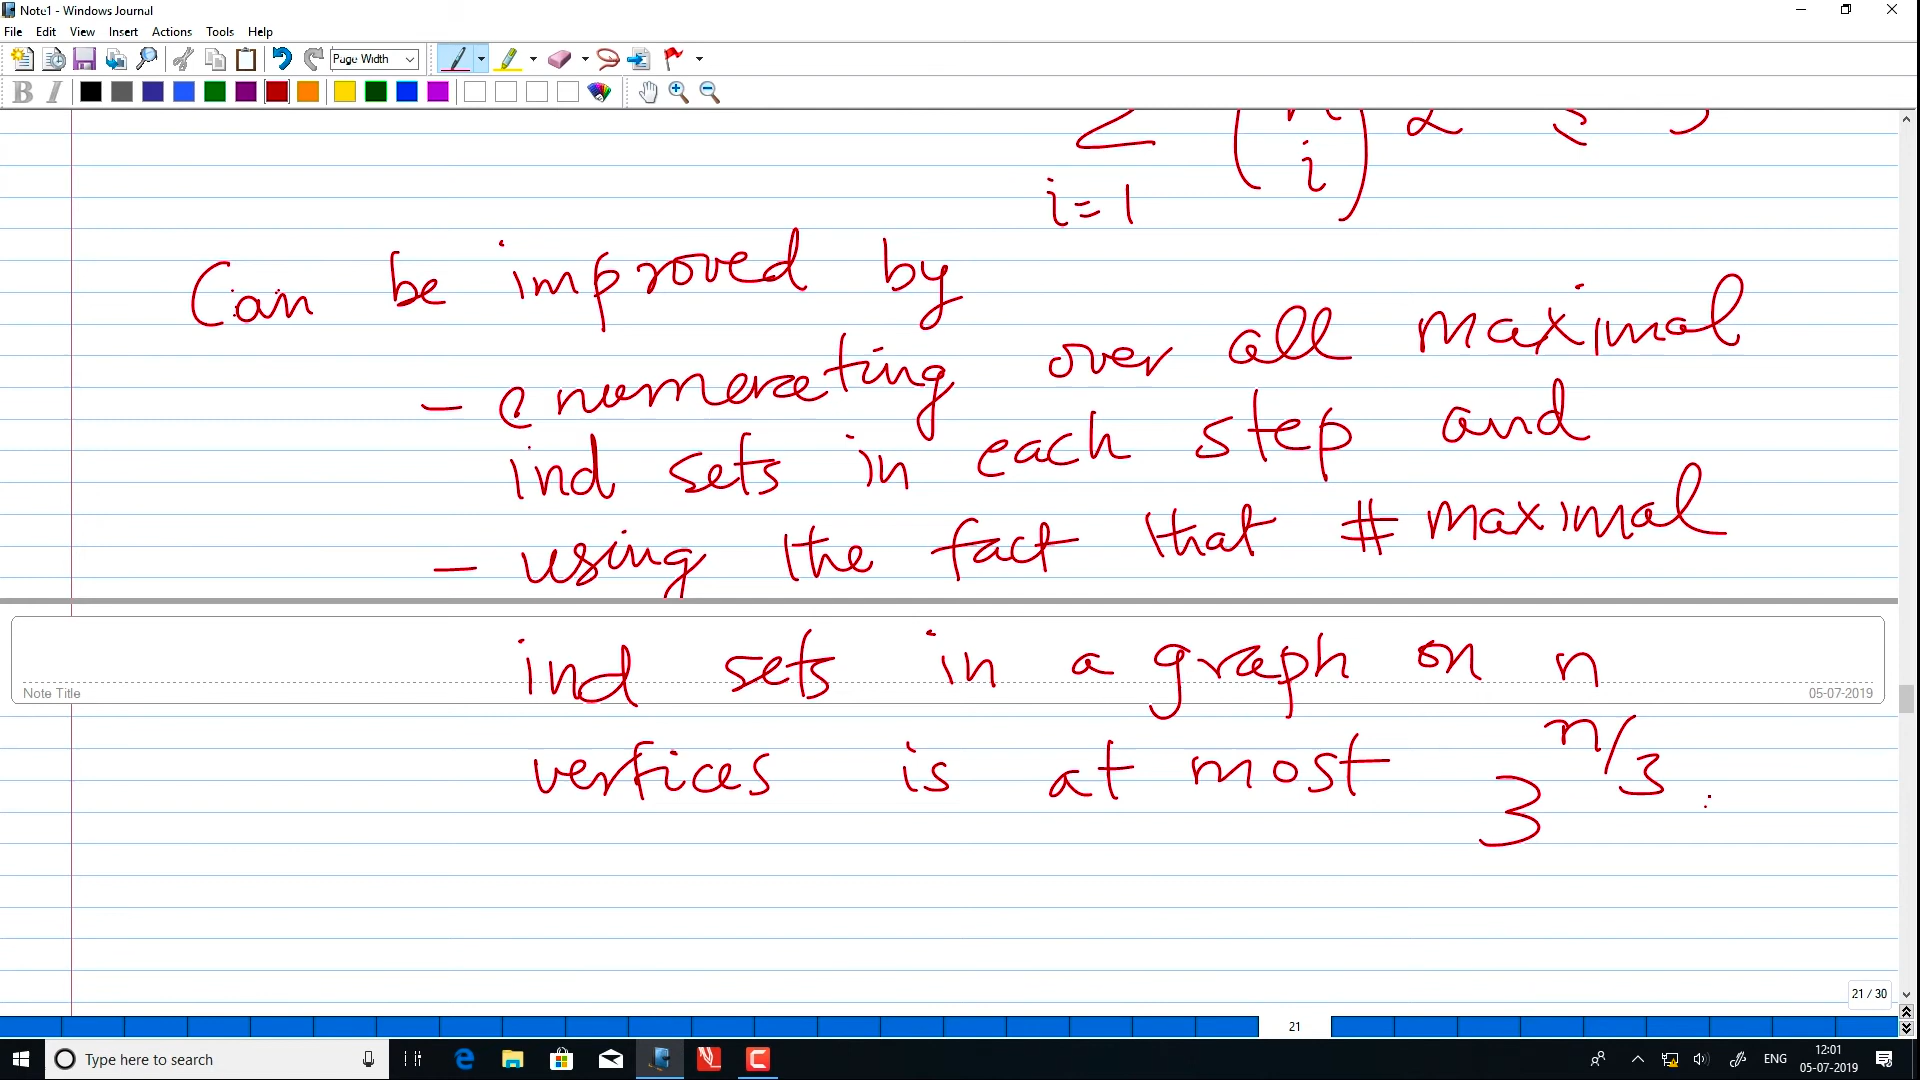 Note1 - Windows Journal
File Edit View Insert Actions Tools Help
Page Width
B I
i
i=1
Can be improved by
- enumerating over all maximal
ind sets in each step and
- using the fact that # maximal
ind sets in a graph on n
Note Title 05-07-2019
vertices is at most 3^{n/3}.
21 / 30
21
Type here to search
ENG
12:01
05-07-2019